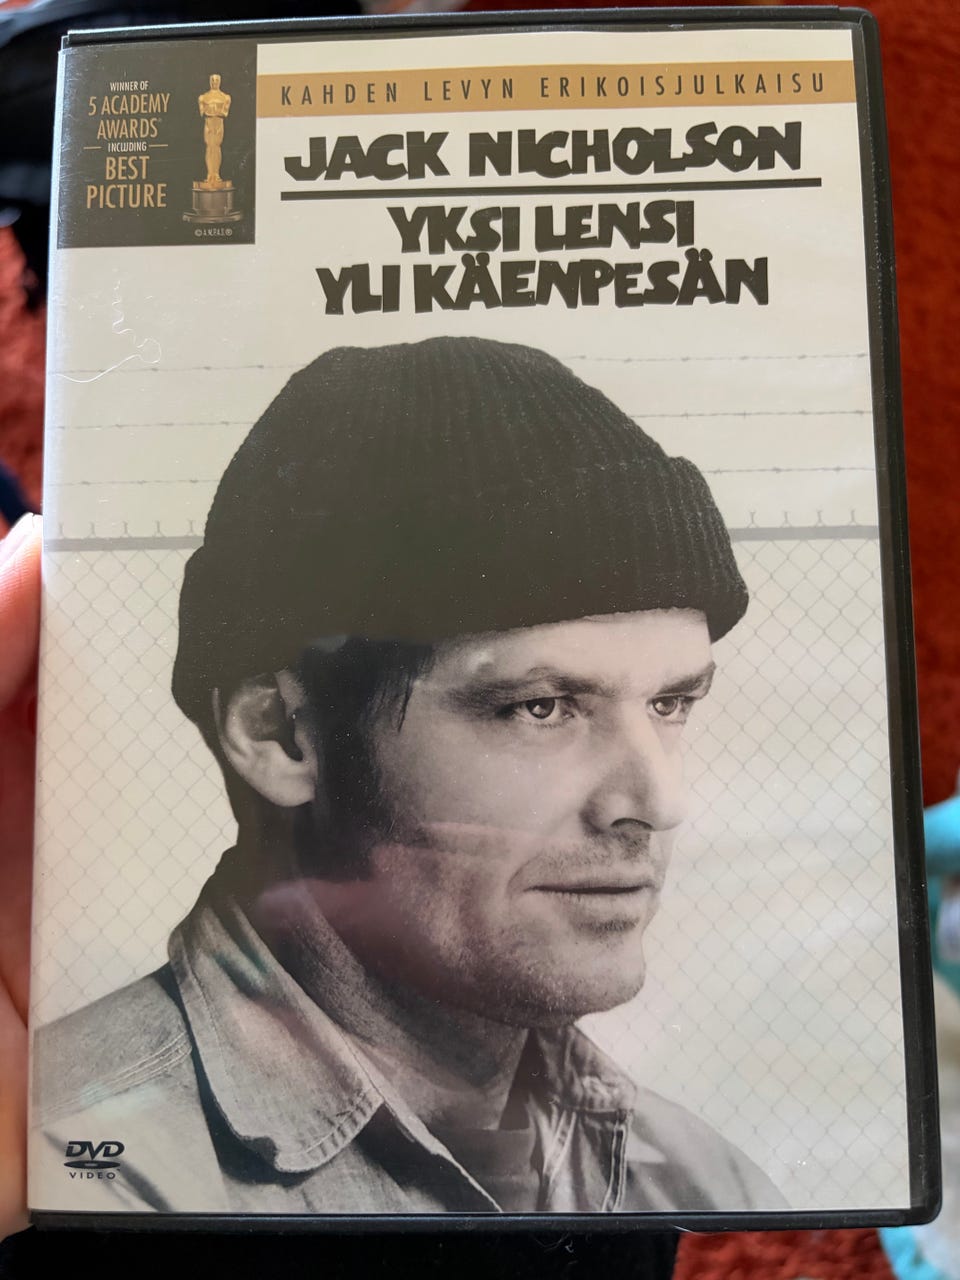 WINNER OF
5 ACADEMY
AWARDS®
INCLUDING
BEST
PICTURE
©A.M.P.A.S.®
KAHDEN LEVYN ERIKOISJULKAISU
JACK NICHOLSON
YKSI LENSI
YLI KÄENPESÄN
DVD
VIDEO